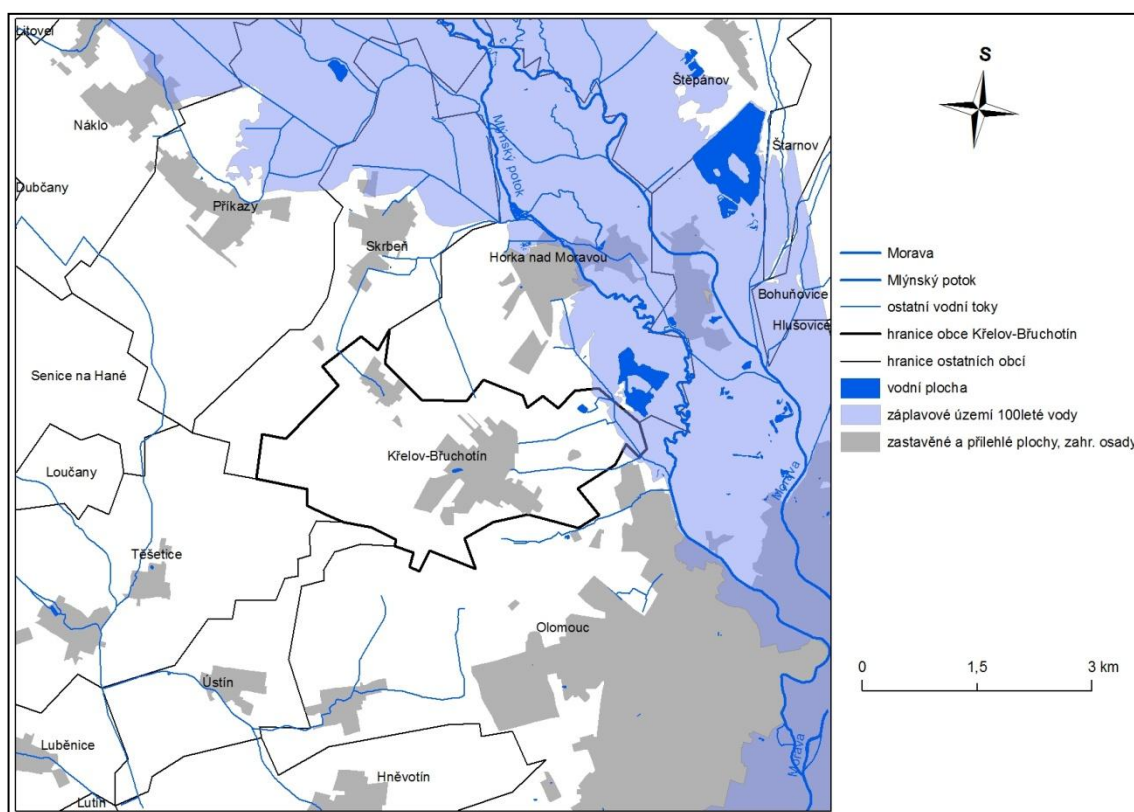 Litovel
Štěpánov
S
Náklo
Mlýnský potok
Štarnov
Dubčany
Příkazy
Skrbeň
Horka nad Moravou
Bohuňovice
Hlušovice
Senice na Hané
Křelov-Břuchotín
Loučany
Morava
Těšetice
Olomouc
Ústín
Luběnice
Hněvotín
Morava
Lutín
Morava
Mlýnský potok
ostatní vodní toky
hranice obce Křelov-Břuchotín
hranice ostatních obcí
vodní plocha
záplavové území 100leté vody
zastavěné a přilehlé plochy, zahr. osady
0 1,5 3 km